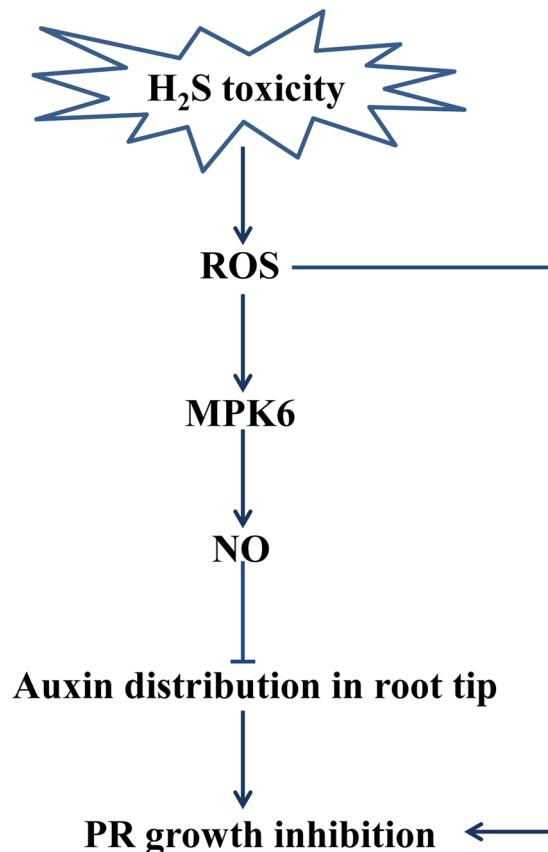 H₂S toxicity
ROS
MPK6
NO
Auxin distribution in root tip
PR growth inhibition